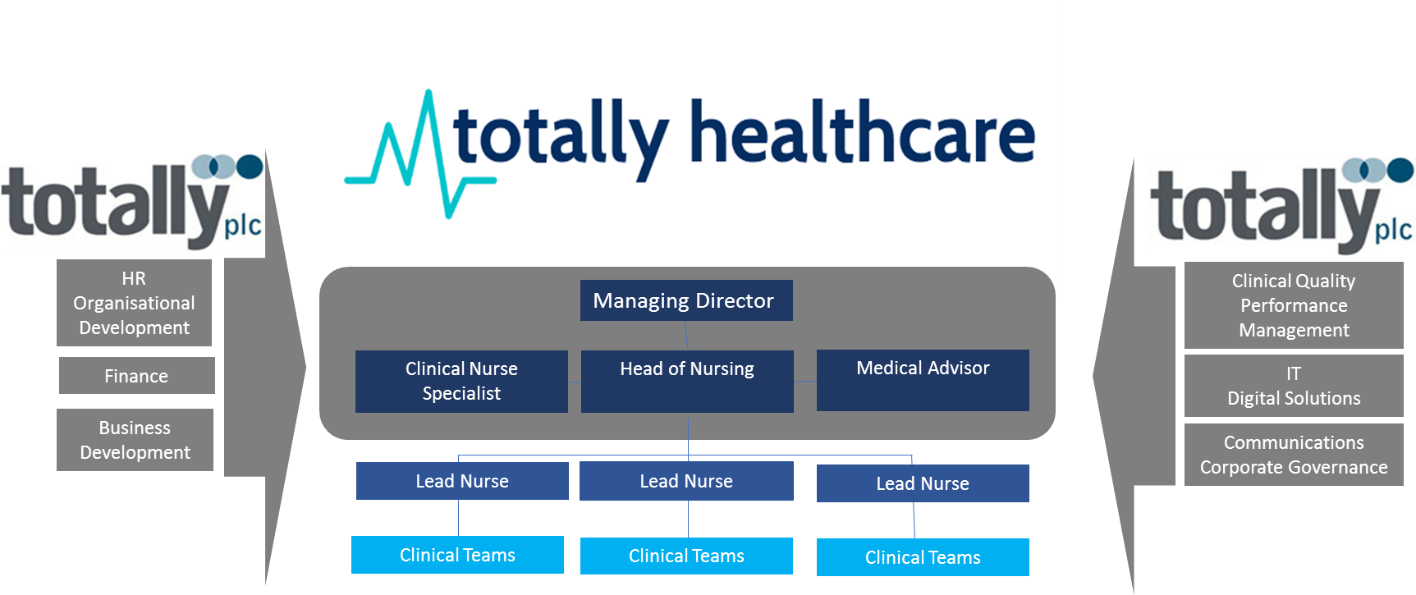 totally healthcare
totally
plc
HR
Organisational
Development
Finance
Business
Development
Managing Director
Clinical Nurse
Specialist
Head of Nursing
Medical Advisor
Lead Nurse
Lead Nurse
Lead Nurse
Clinical Teams
Clinical Teams
Clinical Teams
totally
plc
Clinical Quality
Performance
Management
IT
Digital Solutions
Communications
Corporate Governance